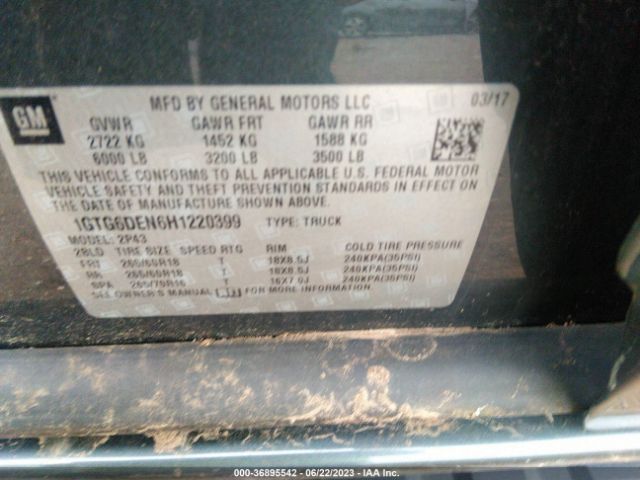 GM
MFD BY GENERAL MOTORS LLC 03/17
GVWR GAWR FRT GAWR RR
2722 KG 1452 KG 1588 KG
6000 LB 3200 LB 3500 LB
THIS VEHICLE CONFORMS TO ALL APPLICABLE U.S. FEDERAL MOTOR
VEHICLE SAFETY AND THEFT PREVENTION STANDARDS IN EFFECT ON
THE DATE OF MANUFACTURE SHOWN ABOVE.
1GTG6DEN6H1220399 TYPE: TRUCK
MODEL: 2P43
28LD TIRE SIZE SPEED RTG RIM COLD TIRE PRESSURE
FRT 265/60R18 T 18X8.5J 240KPA(35PSI)
RR 265/60R18 T 18X8.5J 240KPA(35PSI)
SPA 265/70R16 T 16X7.0J 240KPA(35PSI)
SEE OWNER'S MANUAL FOR MORE INFORMATION.
000-36895542 - 06/22/2023 - IAA Inc.